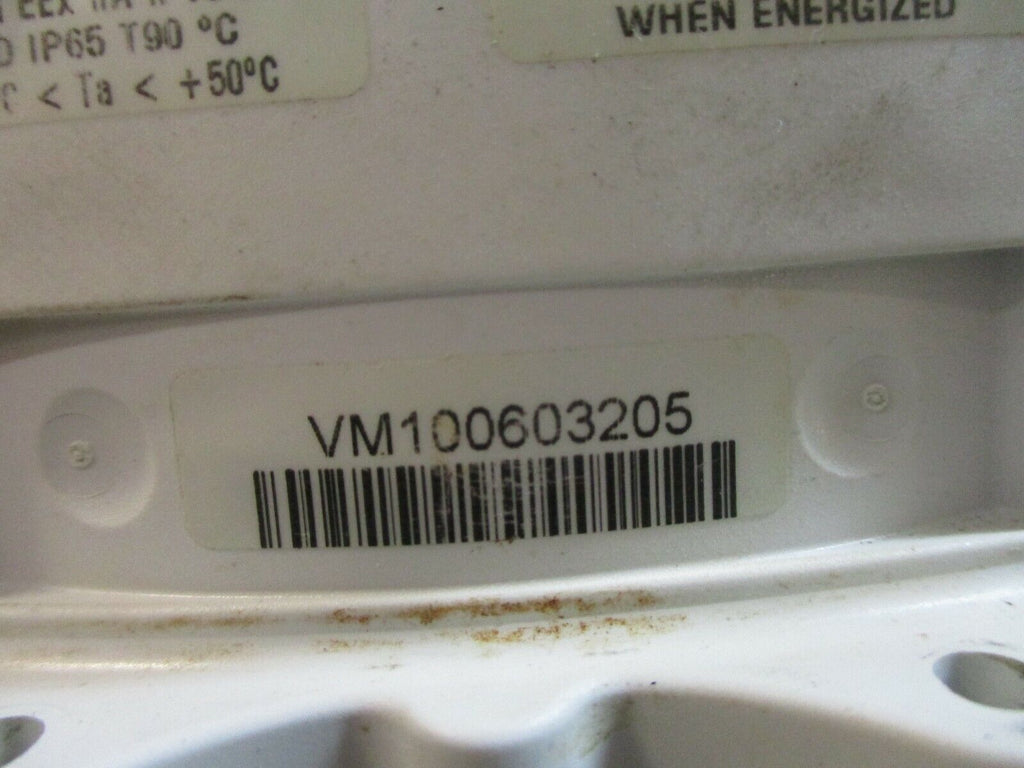 IP65 T90 °C
< Ta < +50°C
WHEN ENERGIZED
VM100603205